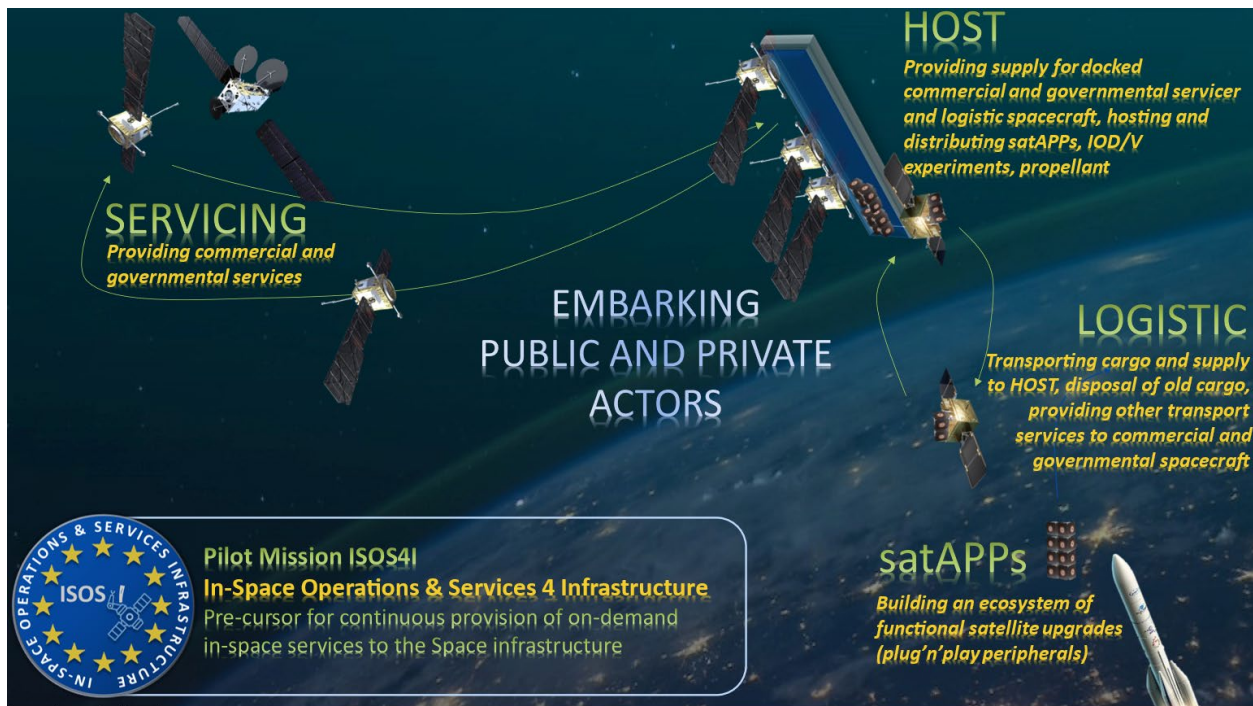 HOST
Providing supply for docked
commercial and governmental servicer
and logistic spacecraft, hosting and
distributing satAPPs, IOD/V
experiments, propellant
SERVICING
Providing commercial and
governmental services
EMBARKING
PUBLIC AND PRIVATE
ACTORS
LOGISTIC
Transporting cargo and supply
to HOST, disposal of old cargo,
providing other transport
services to commercial and
governmental spacecraft
satAPPs
Building an ecosystem of
functional satellite upgrades
(plug’n’play peripherals)
IN-SPACE OPERATIONS & SERVICES INFRASTRUCTURE
ISOS4I
Pilot Mission ISOS4I
In-Space Operations & Services 4 Infrastructure
Pre-cursor for continuous provision of on-demand
in-space services to the Space infrastructure